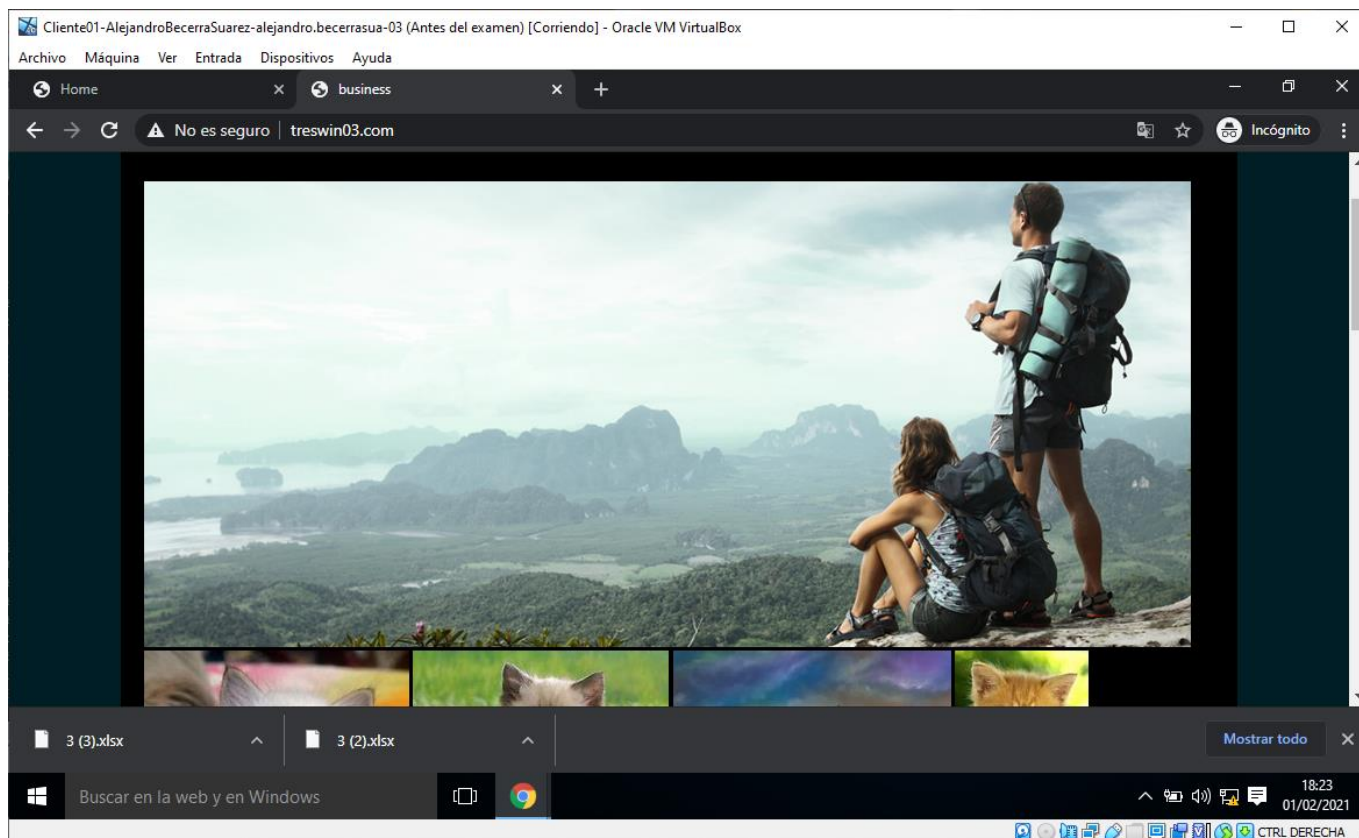 Cliente01-AlejandroBecerraSuarez-alejandro.becerrasua-03 (Antes del examen) [Corriendo] - Oracle VM VirtualBox
Archivo Máquina Ver Entrada Dispositivos Ayuda
Home business
No es seguro treswin03.com Incógnito
3 (3).xlsx 3 (2).xlsx Mostrar todo
Buscar en la web y en Windows 18:23
01/02/2021
CTRL DERECHA